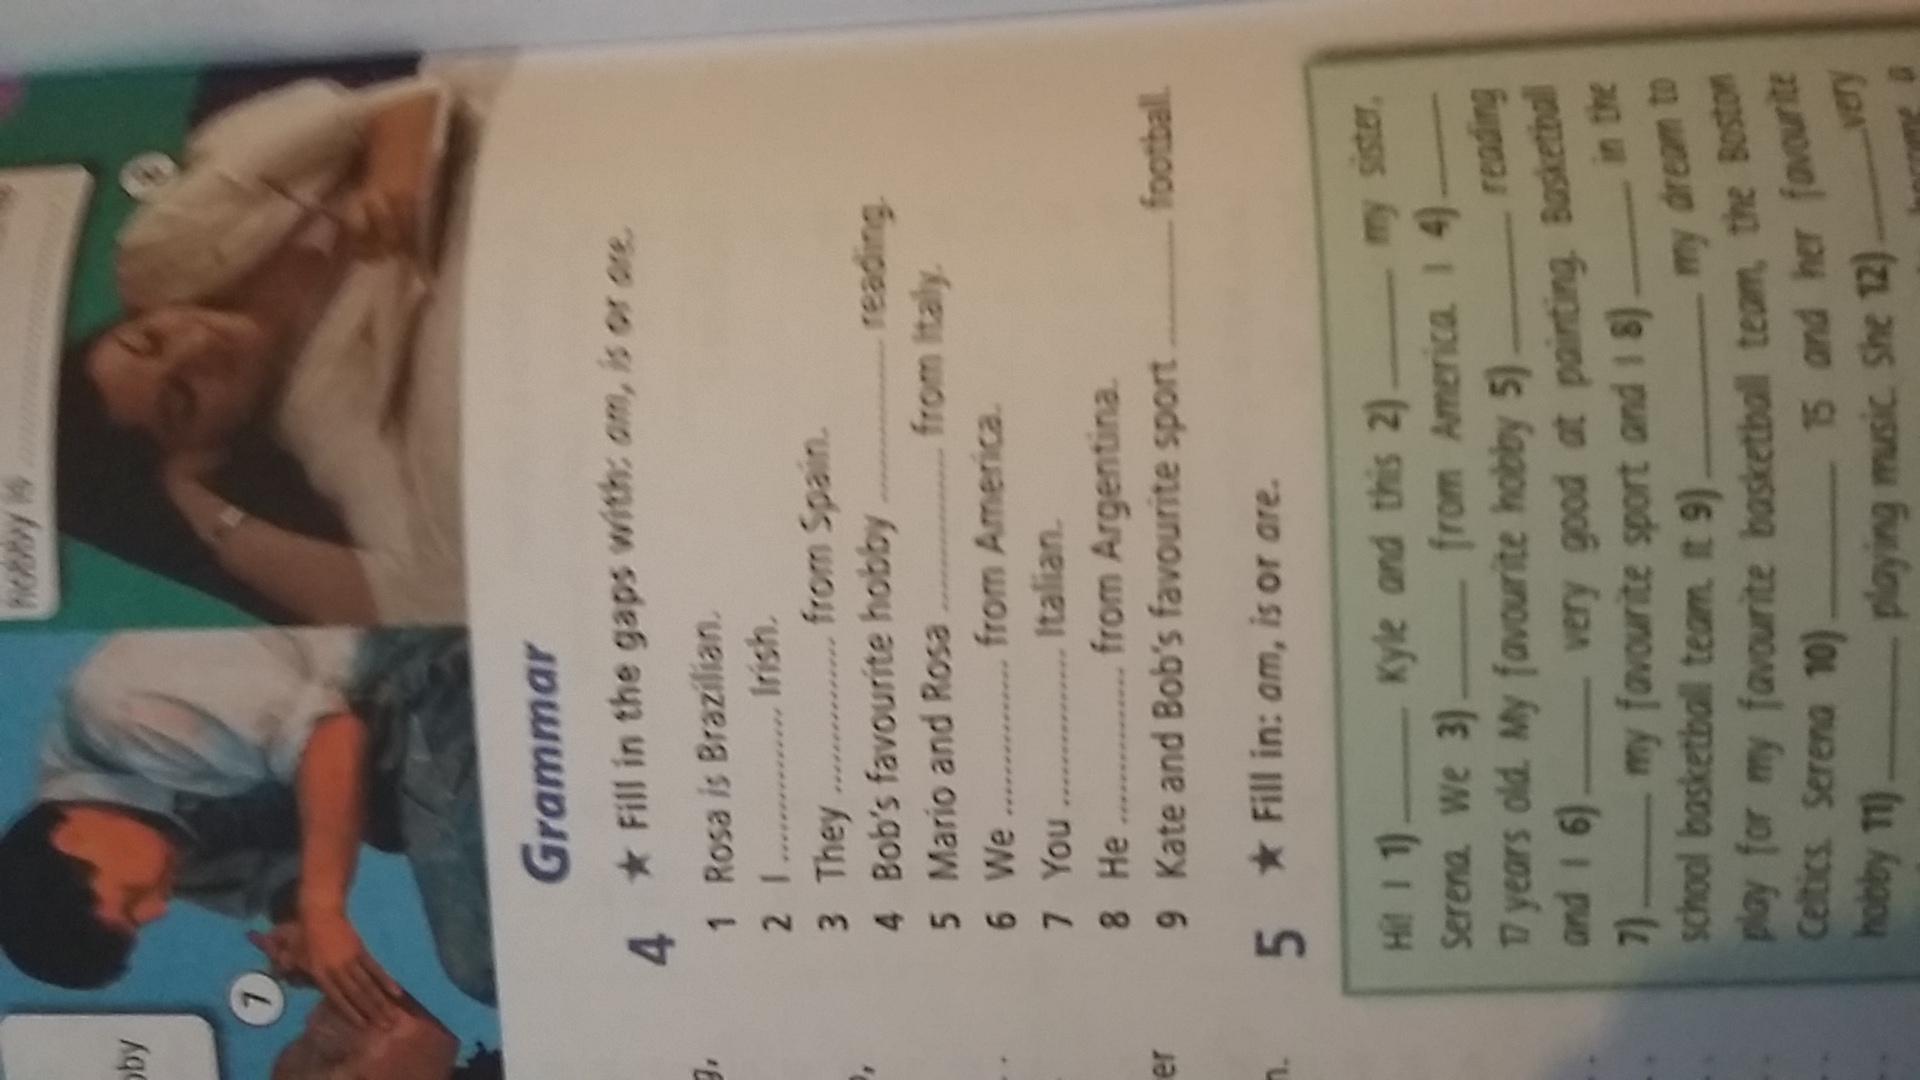 hobby is ..............
8
7
bby
g,
er
n.
Grammar
4 ★ Fill in the gaps with: am, is or are.
1 Rosa is Brazilian.
2 I .............. Irish.
3 They .............. from Spain.
4 Bob's favourite hobby .............. reading.
5 Mario and Rosa .............. from Italy.
6 We .............. from America.
7 You .............. Italian.
8 He .............. from Argentina.
9 Kate and Bob's favourite sport .............. football.
5 ★ Fill in: am, is or are.
Hi! I 1) ______ Kyle and this 2) ______ my sister,
Serena. We 3) ______ from America. I 4) ______
17 years old. My favourite hobby 5) ______ reading
and I 6) ______ very good at painting. Basketball
7) ______ my favourite sport and I 8) ______ in the
school basketball team. It 9) ______ my dream to
play for my favourite basketball team, the Boston
Celtics. Serena 10) ______ 15 and her favourite
hobby 11) ______ playing music. She 12) ______ very
become a